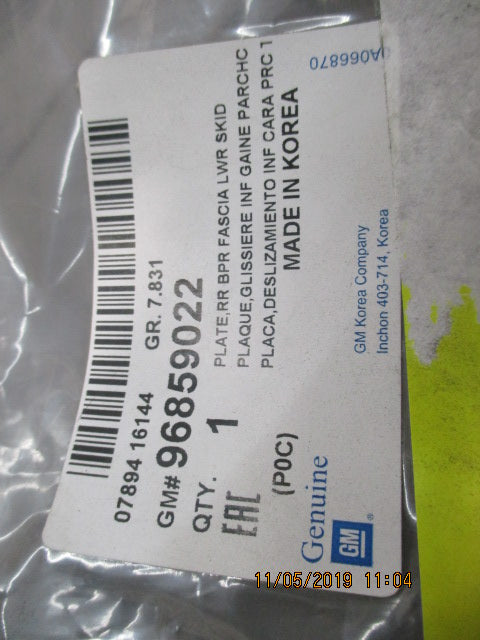 07894 16144 GR. 7.831
GM# 96859022
QTY. 1
PLATE,RR BPR FASCIA LWR SKID
PLAQUE,GLISSIERE INF GAINE PARCHC
PLACA,DESLIZAMIENTO INF CARA PRC T
EAC (P0C) MADE IN KOREA
Genuine
GM ®
GM Korea Company
Inchon 403-714, Korea
0A066870
11/05/2019 11:04